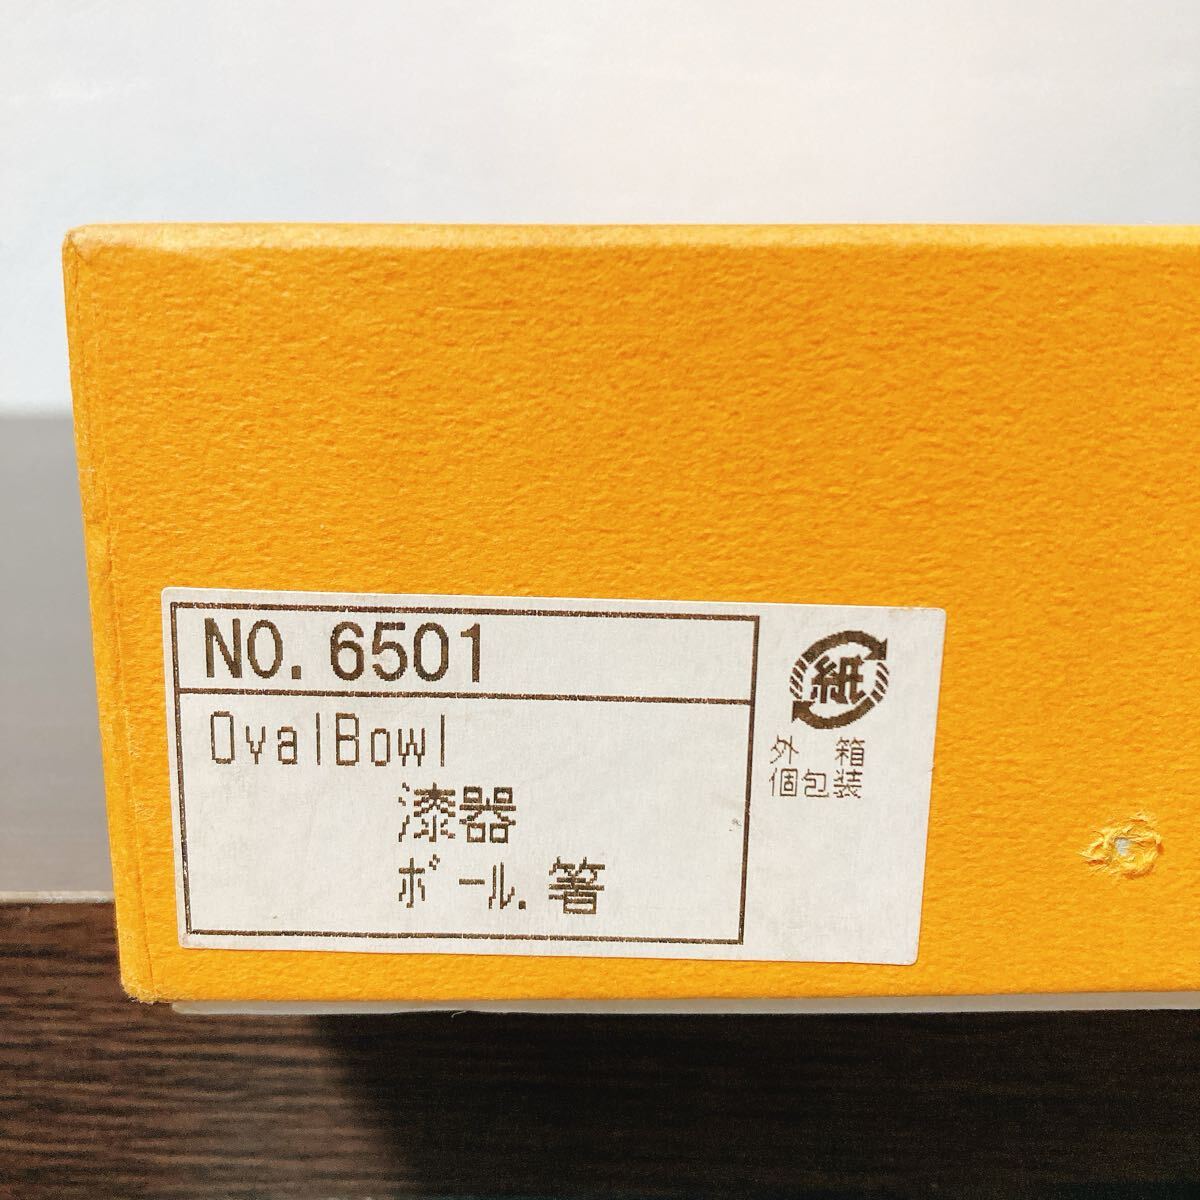 NO.6501
OvalBowl
漆器
ボール.箸
紙
外 箱
個包装